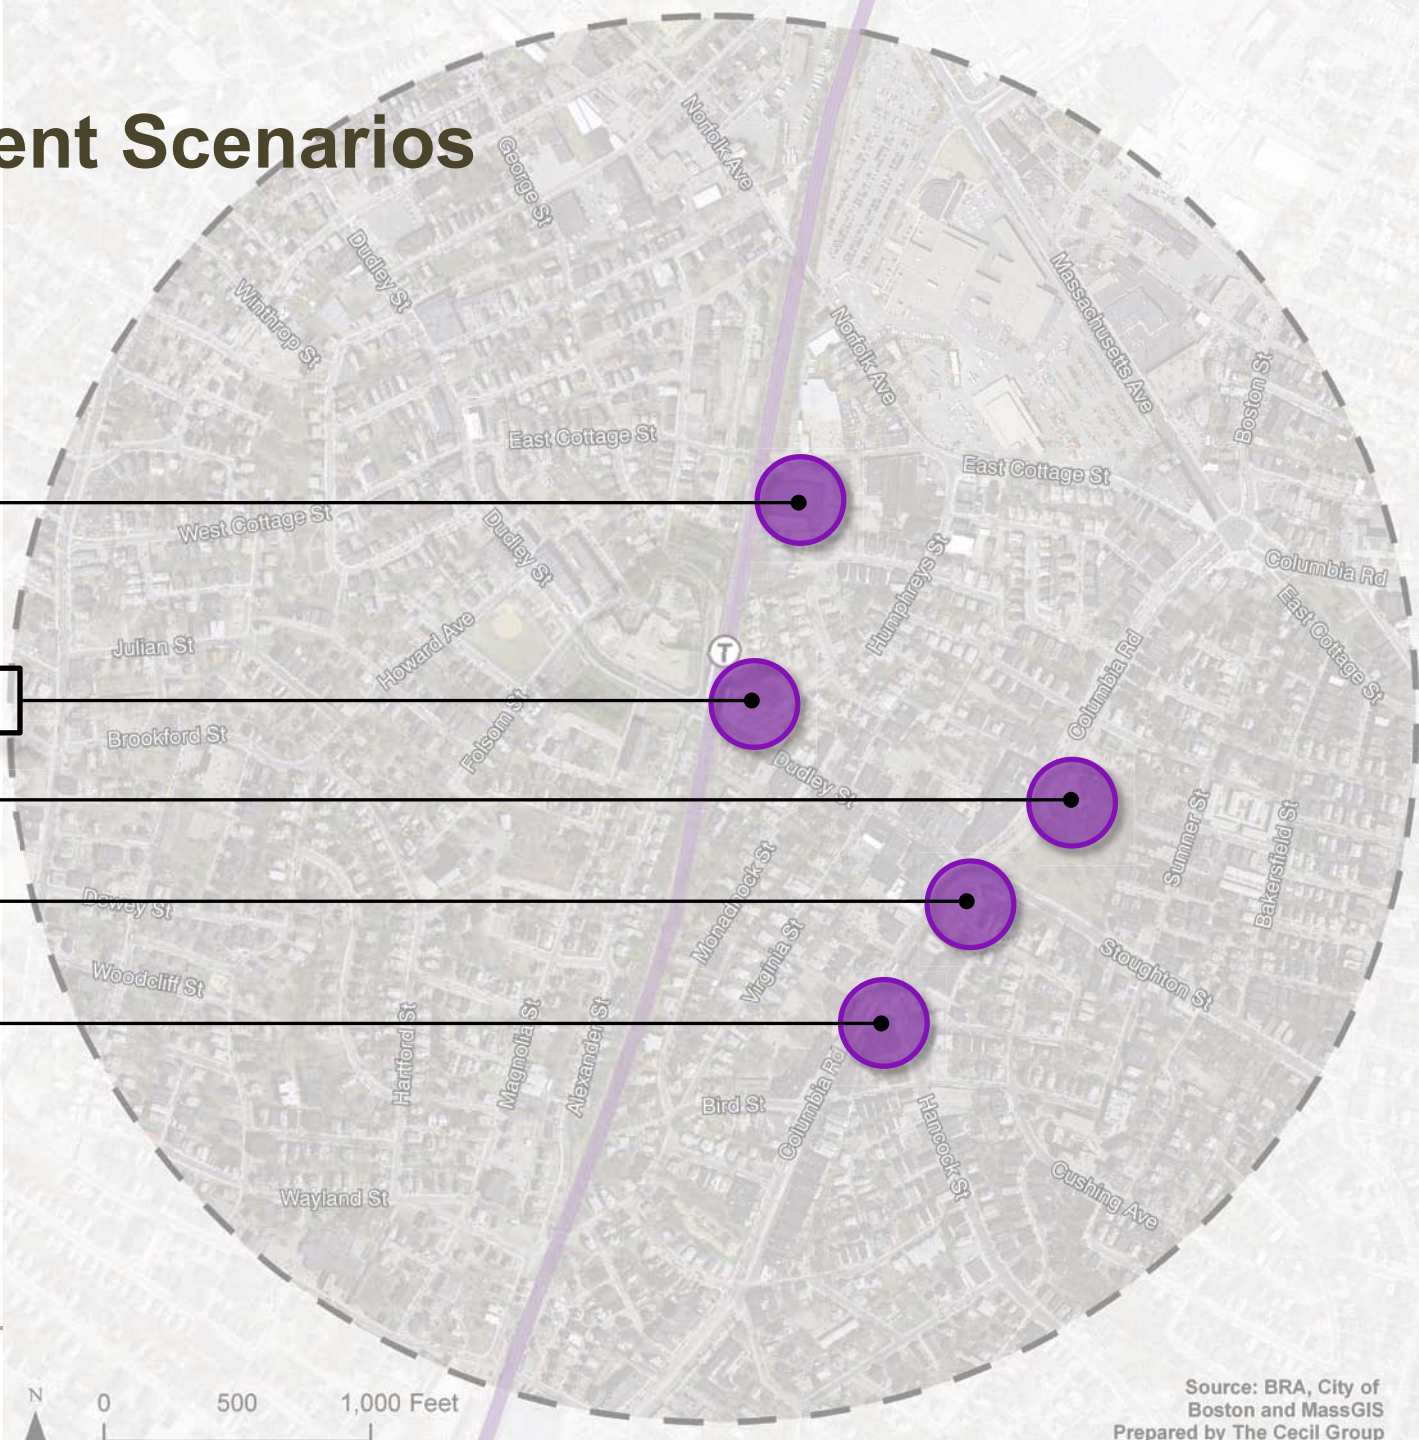 ent Scenarios
Norfolk Ave
George St
Dudley St
Winthrop St
Massachusetts Ave
Norfolk Ave
Boston St
East Cottage St
East Cottage St
West Cottage St
Dudley St
Humphreys St
Columbia Rd
East Cottage St
Julian St
Howard Ave
T
Columbia Rd
Folsom St
Brookford St
Dudley St
Sumner St
Bakersfield St
Monadnock St
Dewey St
Virginia St
Stoughton St
Woodcliff St
Hartford St
Magnolia St
Alexander St
Bird St
Columbia Rd
Hancock St
Cushing Ave
Wayland St
N
0 500 1,000 Feet
Source: BRA, City of
Boston and MassGIS
Prepared by The Cecil Group